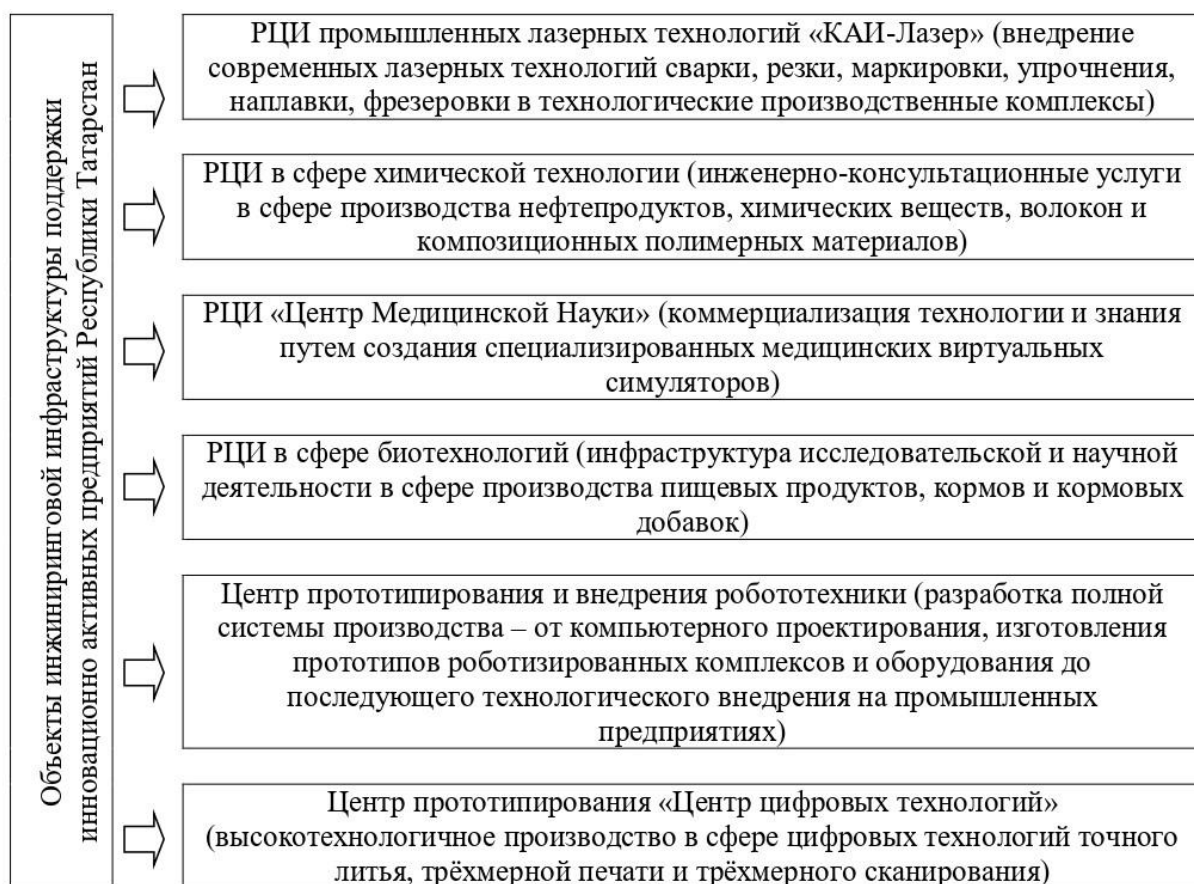 Объекты инжиниринговой инфраструктуры поддержки
инновационно активных предприятий Республики Татарстан
РЦИ промышленных лазерных технологий «КАИ-Лазер» (внедрение
современных лазерных технологий сварки, резки, маркировки, упрочнения,
наплавки, фрезеровки в технологические производственные комплексы)
РЦИ в сфере химической технологии (инженерно-консультационные услуги
в сфере производства нефтепродуктов, химических веществ, волокон и
композиционных полимерных материалов)
РЦИ «Центр Медицинской Науки» (коммерциализация технологии и знания
путем создания специализированных медицинских виртуальных
симуляторов)
РЦИ в сфере биотехнологий (инфраструктура исследовательской и научной
деятельности в сфере производства пищевых продуктов, кормов и кормовых
добавок)
Центр прототипирования и внедрения робототехники (разработка полной
системы производства – от компьютерного проектирования, изготовления
прототипов роботизированных комплексов и оборудования до
последующего технологического внедрения на промышленных
предприятиях)
Центр прототипирования «Центр цифровых технологий»
(высокотехнологичное производство в сфере цифровых технологий точного
литья, трёхмерной печати и трёхмерного сканирования)